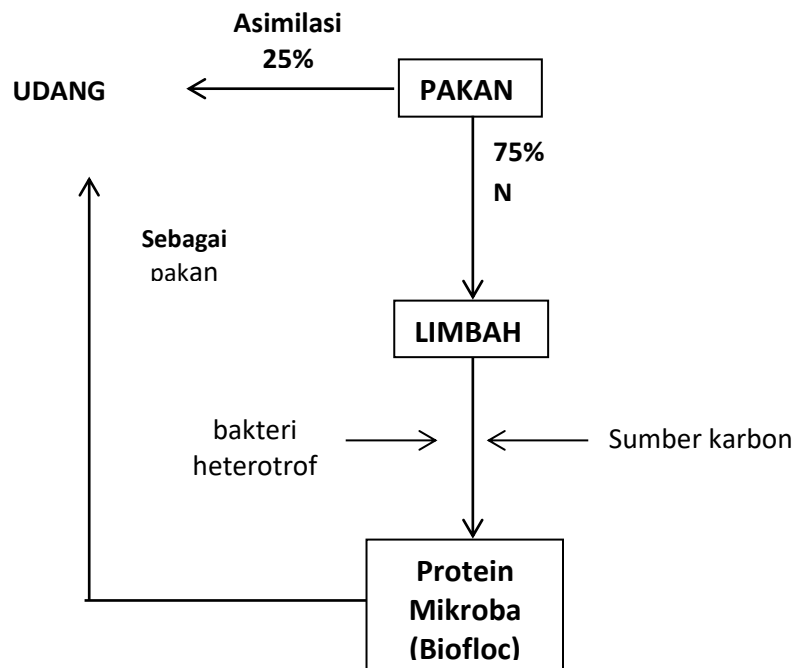 Asimilasi
25%
UDANG
PAKAN
75%
N
Sebagai
pakan
LIMBAH
bakteri
heterotrof
Sumber karbon
Protein
Mikroba
(Biofloc)